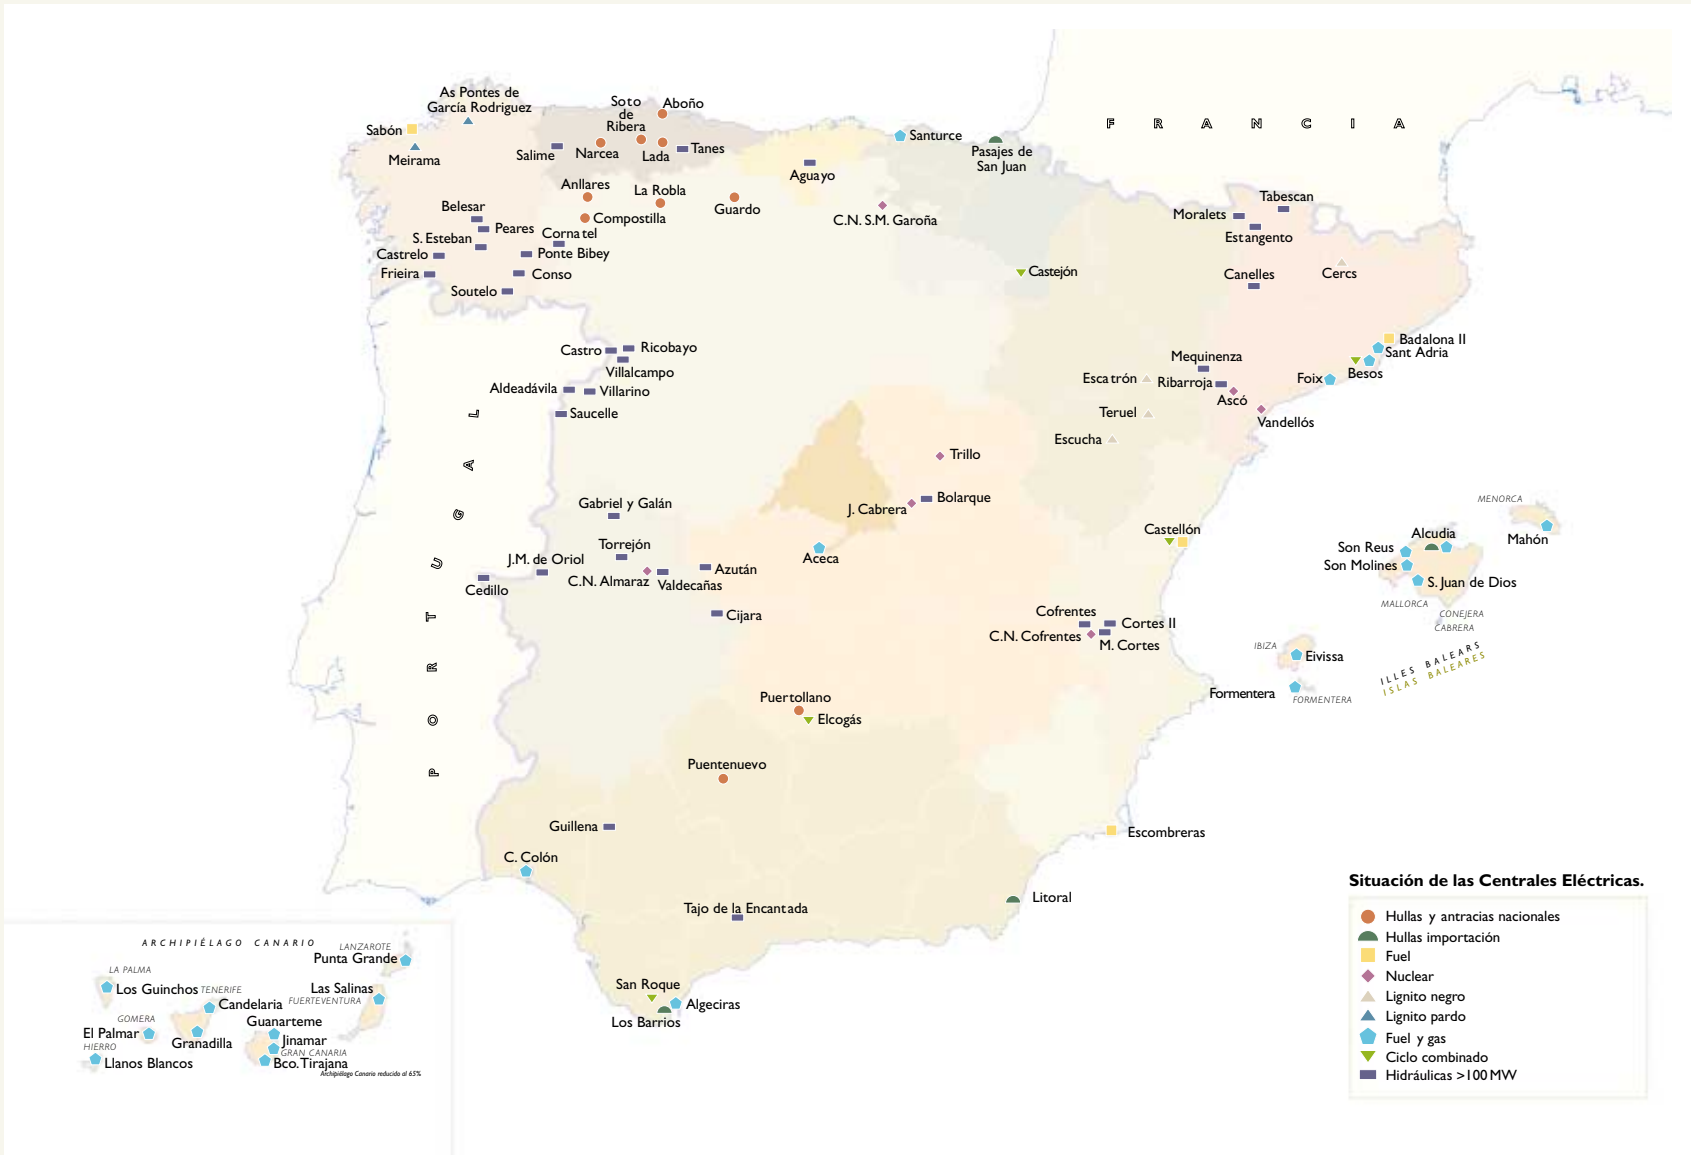 As Pontes de
García Rodriguez
Soto
de
Ribera
Aboño
Sabón
Meirama
Salime
Narcea
Lada
Tanes
Santurce
Pasajes de
San Juan
F R A N C I A
Aguayo
Anllares
La Robla
Guardo
Compostilla
C.N. S.M. Garoña
Tabescan
Moralets
Estangento
Belesar
Peares
S. Esteban
Cornatel
Castrelo
Ponte Bibey
Frieira
Conso
Soutelo
Castejón
Canelles
Cercs
Castro
Ricobayo
Villalcampo
Aldeadávila
Villarino
Saucelle
Badalona II
Sant Adria
Besos
Foix
Mequinenza
Escatrón
Ribarroja
Ascó
Teruel
Vandellós
Escucha
P O R T U G A L
Trillo
Bolarque
J. Cabrera
Gabriel y Galán
Torrejón
J.M. de Oriol
C.N. Almaraz
Valdecañas
Azután
Cedillo
Cijara
Aceca
Castellón
MENORCA
Mahón
Alcudia
Son Reus
Son Molines
S. Juan de Dios
MALLORCA
CONEJERA
CABRERA
Cofrentes
Cortes II
C.N. Cofrentes
M. Cortes
IBIZA
Eivissa
ILLES BALEARS
ISLAS BALEARES
Formentera
FORMENTERA
Puertollano
Elcogás
Puentenuevo
Guillena
Escombreras
C. Colón
Litoral
Tajo de la Encantada
San Roque
Algeciras
Los Barrios
ARCHIPIÉLAGO CANARIO
LANZAROTE
Punta Grande
LA PALMA
Los Guinchos
TENERIFE
Las Salinas
FUERTEVENTURA
Candelaria
GOMERA
Guanarteme
El Palmar
Granadilla
Jinamar
HIERRO
GRAN CANARIA
Llanos Blancos
Bco. Tirajana
Archipiélago Canario reducido al 65%
Situación de las Centrales Eléctricas.
Hullas y antracias nacionales
Hullas importación
Fuel
Nuclear
Lignito negro
Lignito pardo
Fuel y gas
Ciclo combinado
Hidráulicas >100 MW